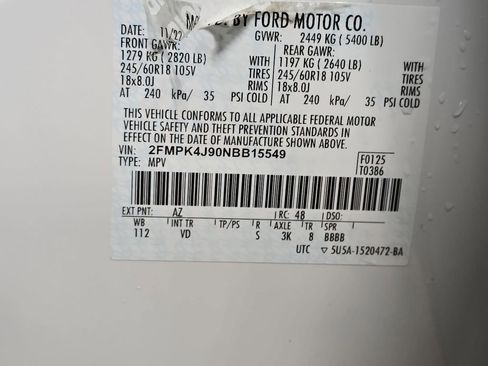 BY FORD MOTOR CO.
DATE: 11/22 GVWR: 2449 KG (5400 LB)
FRONT GAWR: REAR GAWR:
1279 KG (2820 LB) 1197 KG (2640 LB)
245/60R18 105V TIRES 245/60R18 105V TIRES
18x8.0J RIMS 18x8.0J RIMS
AT 240 kPa/ 35 PSI COLD AT 240 kPa/ 35 PSI COLD
THIS VEHICLE CONFORMS TO ALL APPLICABLE FEDERAL MOTOR
VEHICLE SAFETY AND THEFT PREVENTION STANDARDS IN
EFFECT ON THE DATE OF MANUFACTURE SHOWN ABOVE.
VIN: 2FMPK4J90NBB15549 F0125
TYPE: MPV T0386
EXT PNT: AZ RC: 48 DSO:
WB INT TR TP/PS R AXLE TR SPR
112 VD S 3K 8 BBBB
UTC ▽ 5U5A-1520472-BA